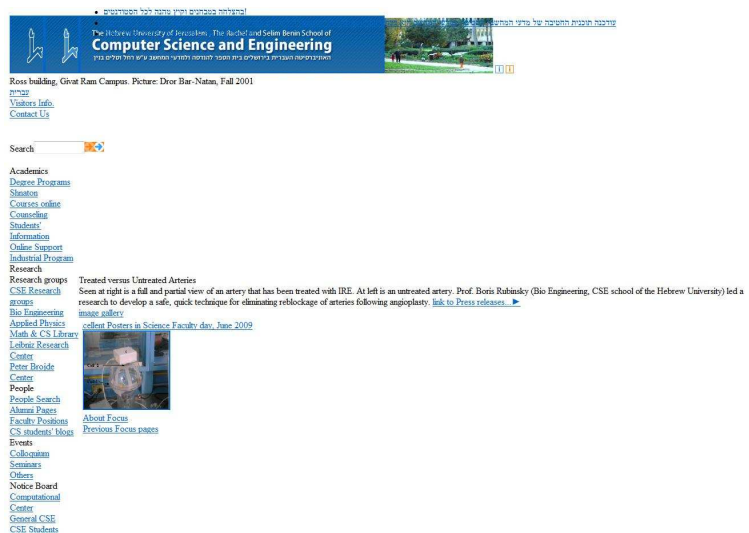 בהצלחה במבחנים וקיץ מהנה לכל הסטודנטים!
עודכנה תוכנית החטיבה של מדעי המחשב
The Hebrew University of Jerusalem . The Rachel and Selim Benin School of
Computer Science and Engineering
האוניברסיטה העברית בירושלים בית הספר להנדסה ולמדעי המחשב ע"ש רחל וסלים בנין
Ross building, Givat Ram Campus. Picture: Dror Bar-Natan, Fall 2001
עברית
Visitors Info.
Contact Us
Search
Academics
Degree Programs
Shnaton
Courses online
Counseling
Students'
Information
Online Support
Industrial Program
Research
Research groups
CSE Research
groups
Bio Engineering
Applied Physics
Math & CS Library
Leibniz Research
Center
Peter Broide
Center
People
People Search
Alumni Pages
Faculty Positions
CS students' blogs
Events
Colloquium
Seminars
Others
Notice Board
Computational
Center
General CSE
CSE Students
Treated versus Untreated Arteries
Seen at right is a full and partial view of an artery that has been treated with IRE. At left is an untreated artery. Prof. Boris Rubinsky (Bio Engineering, CSE school of the Hebrew University) led a
research to develop a safe, quick technique for eliminating reblockage of arteries following angioplasty. link to Press releases...
image gallery
cellent Posters in Science Faculty day, June 2009
About Focus
Previous Focus pages